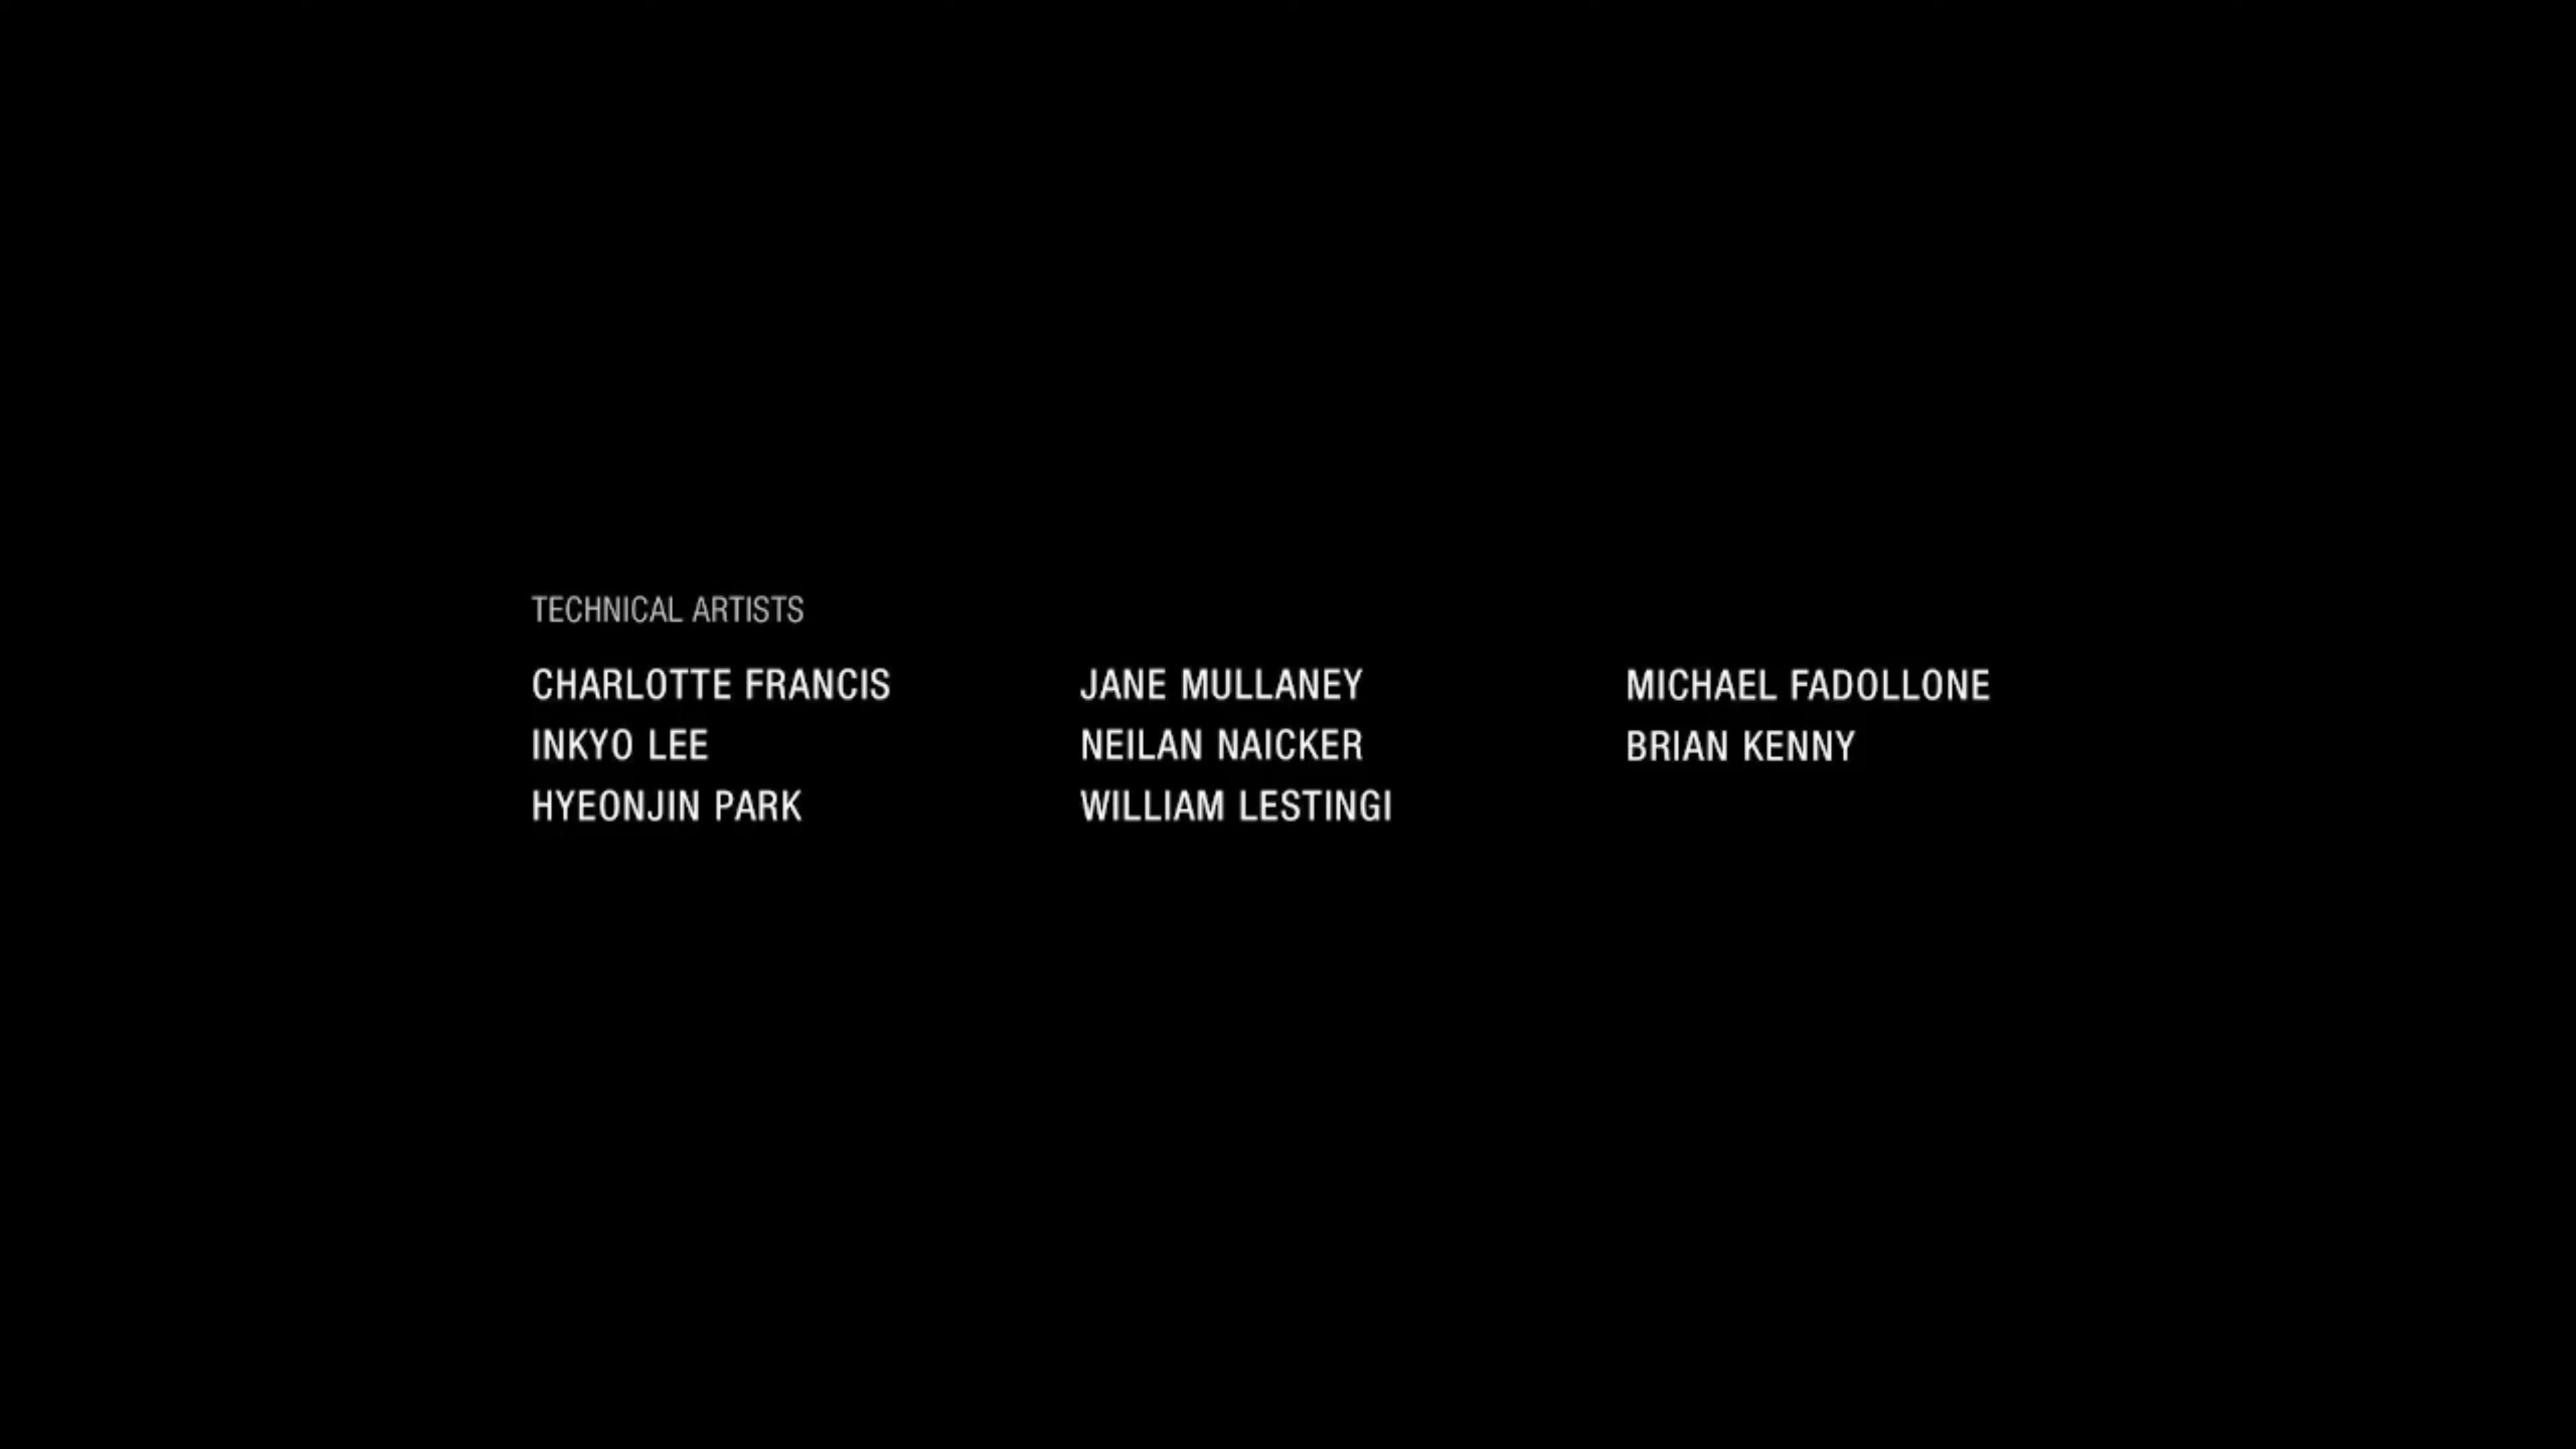 TECHNICAL ARTISTS
CHARLOTTE FRANCIS
INKYO LEE
HYEONJIN PARK
JANE MULLANEY
NEILAN NAICKER
WILLIAM LESTINGI
MICHAEL FADOLLONE
BRIAN KENNY